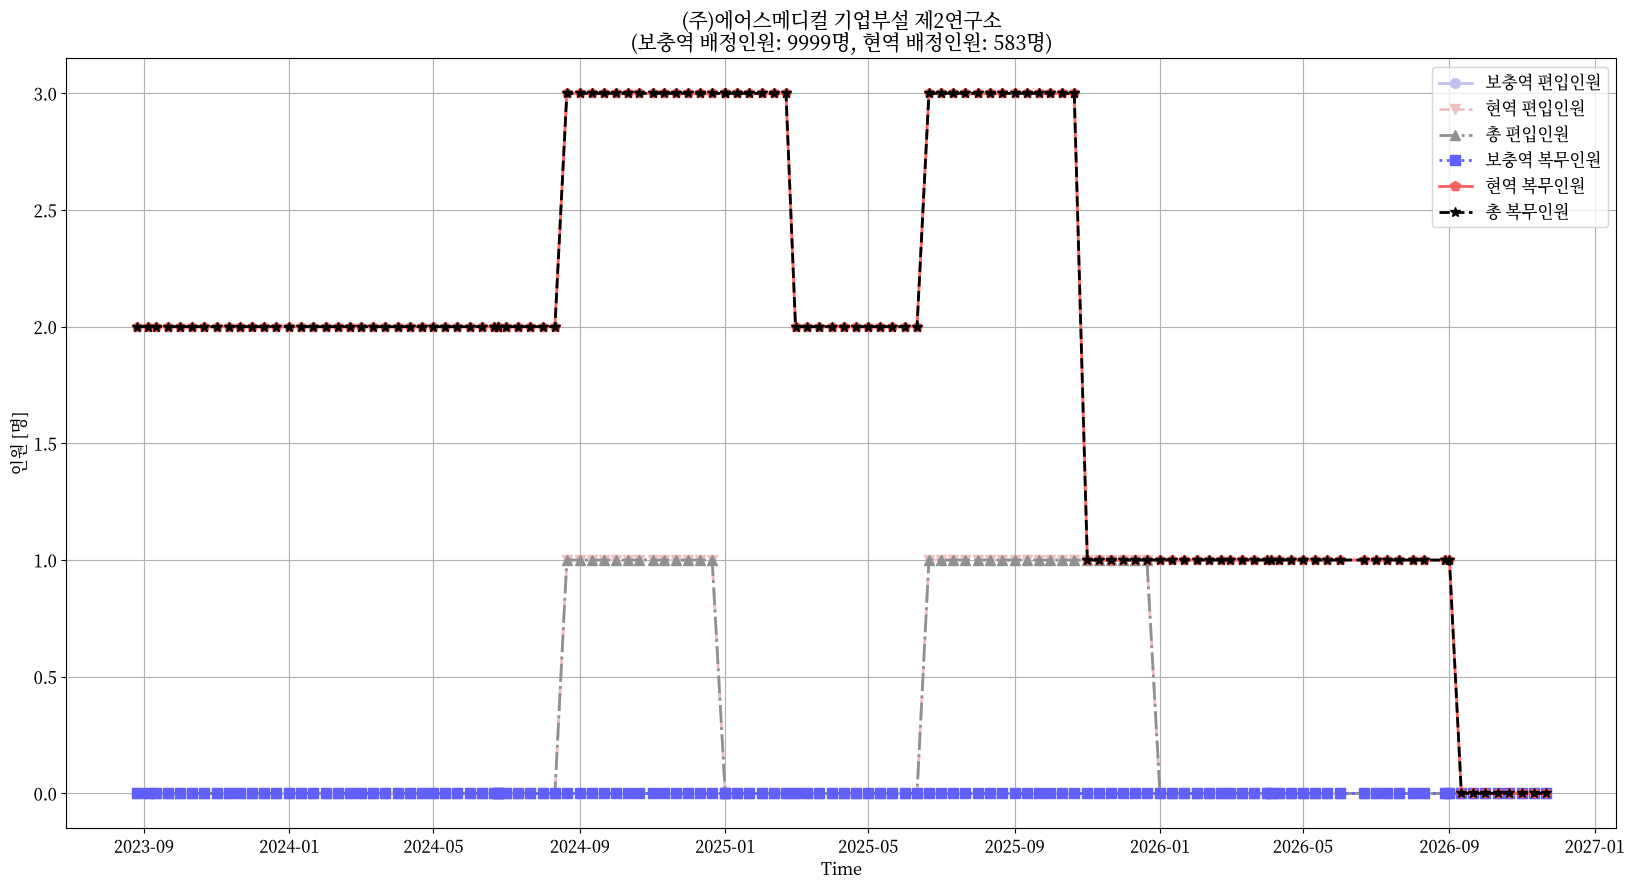 (주)에어스메디컬 기업부설 제2연구소
(보충역 배정인원: 9999명, 현역 배정인원: 583명)
보충역 편입인원
현역 편입인원
총 편입인원
보충역 복무인원
현역 복무인원
총 복무인원
인원 [명]
3.0
2.5
2.0
1.5
1.0
0.5
0.0
2023-09 2024-01 2024-05 2024-09 2025-01 2025-05 2025-09 2026-01 2026-05 2026-09 2027-01
Time